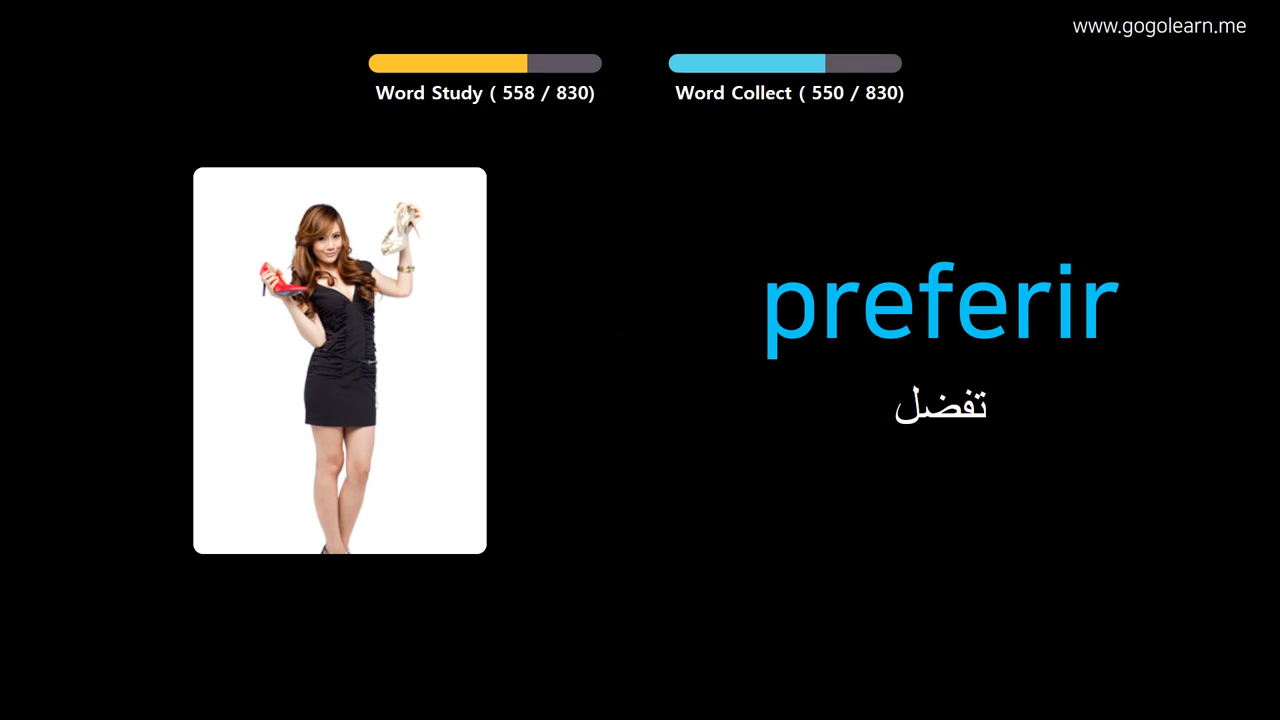 www.gogolearn.me
Word Study ( 558 / 830)
Word Collect ( 550 / 830)
preferir
تفضل